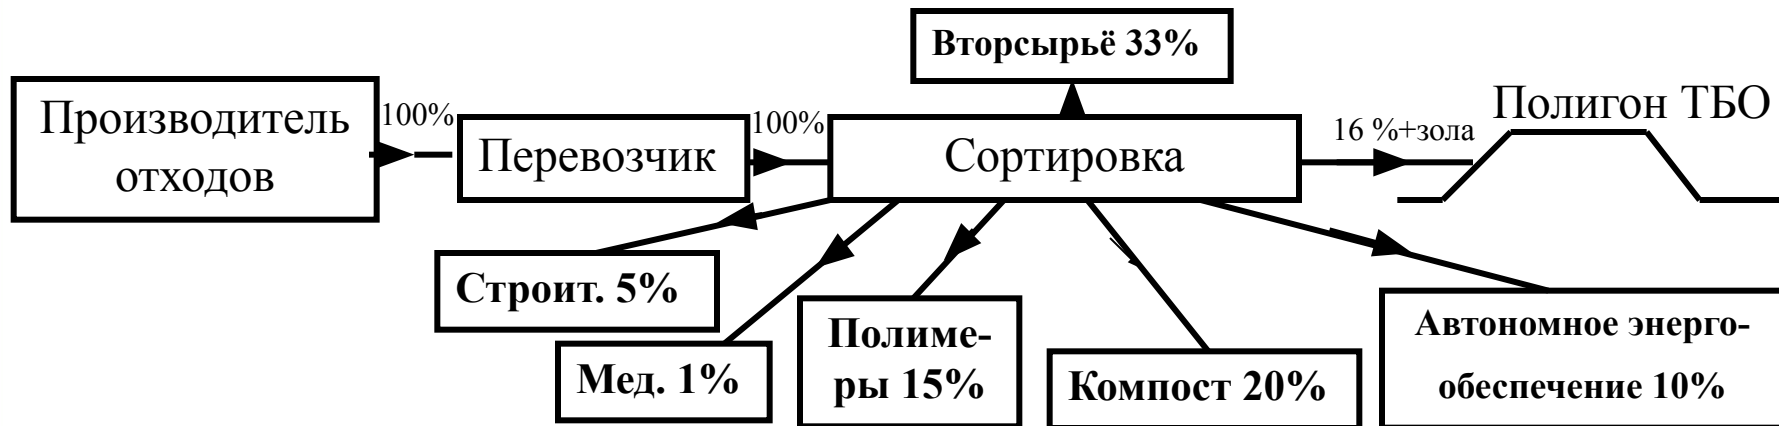 Вторсырьё 33%
Производитель
отходов
100%
Перевозчик
100%
Сортировка
16 %+зола
Полигон ТБО
Строит. 5%
Мед. 1%
Полиме-
ры 15%
Компост 20%
Автономное энерго-
обеспечение 10%